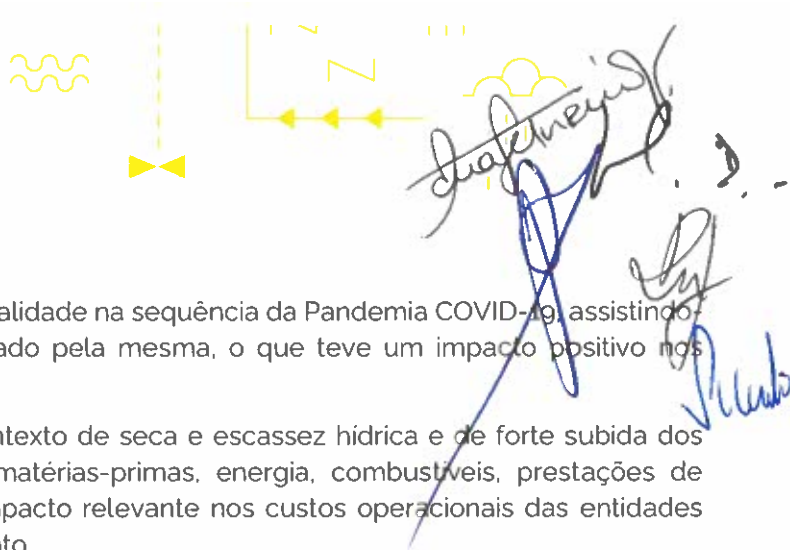 alidade na sequência da Pandemia COVID-19, assistindo-
ado pela mesma, o que teve um impacto positivo nos
ntexto de seca e escassez hídrica e de forte subida dos
matérias-primas, energia, combustíveis, prestações de
npacto relevante nos custos operacionais das entidades
nto